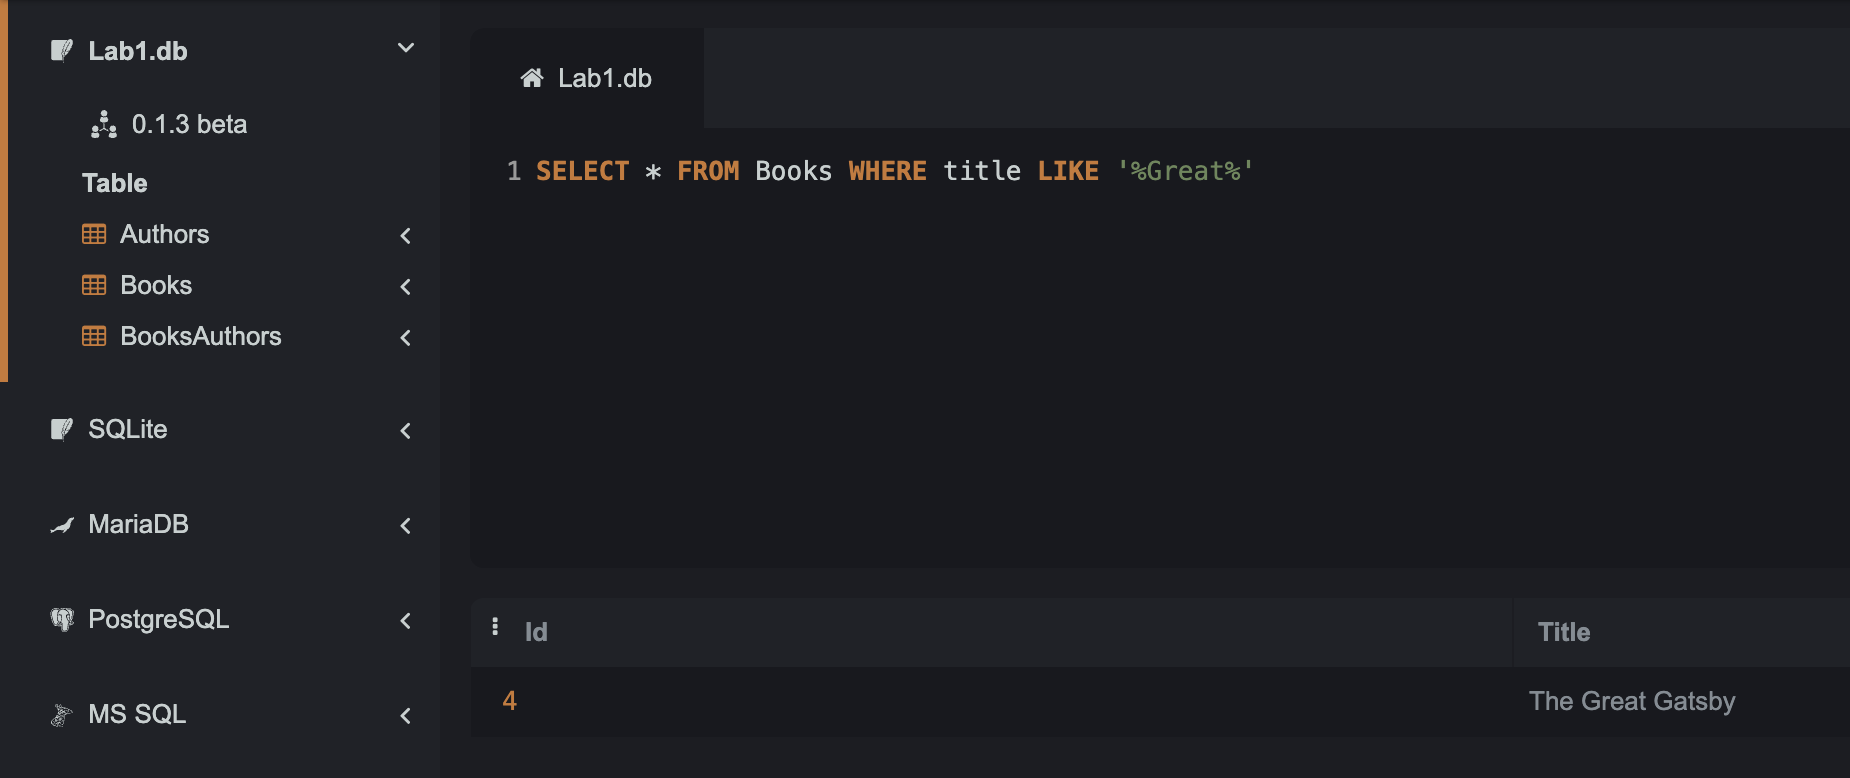 Lab1.db
0.1.3 beta
Table
Authors
Books
BooksAuthors
SQLite
MariaDB
PostgreSQL
MS SQL
Lab1.db
1 SELECT * FROM Books WHERE title LIKE '%Great%'
Id Title
4 The Great Gatsby